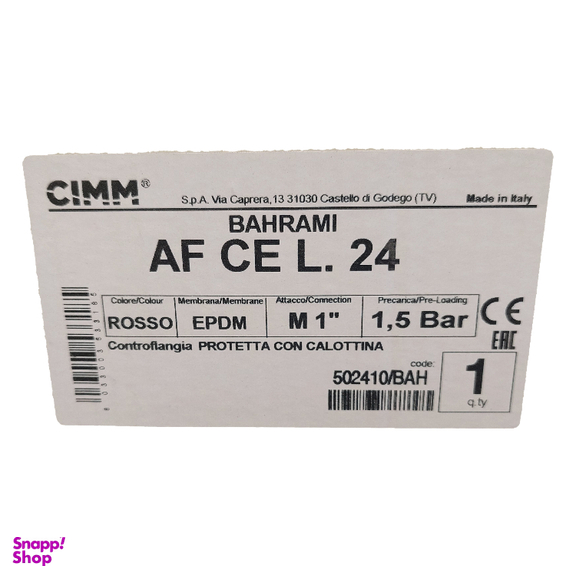 CIMM®
S.p.A. Via Caprera,13 31030 Castello di Godego (TV)
Made in Italy
BAHRAMI
AF CE L. 24
Colore/Colour Membrana/Membrane Attacco/Connection Precarica/Pre-Loading
ROSSO EPDM M 1" 1,5 Bar
CE
EAC
Controflangia PROTETTA CON CALOTTINA
code:
502410/BAH
1
q.ty
Snapp!
Shop